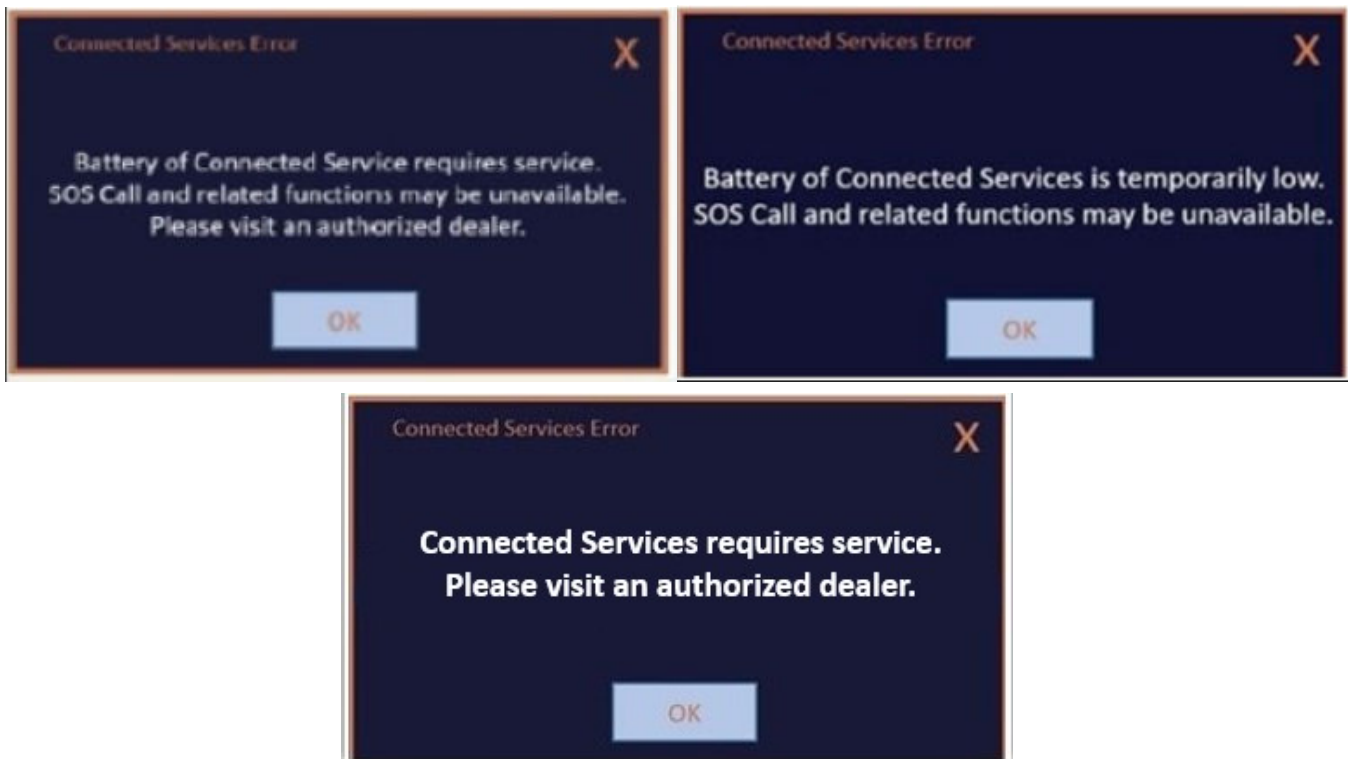 Connected Services Error
X
Battery of Connected Service requires service.
SOS Call and related functions may be unavailable.
Please visit an authorized dealer.
OK
Connected Services Error
X
Battery of Connected Services is temporarily low.
SOS Call and related functions may be unavailable.
OK
Connected Services Error
X
Connected Services requires service.
Please visit an authorized dealer.
OK